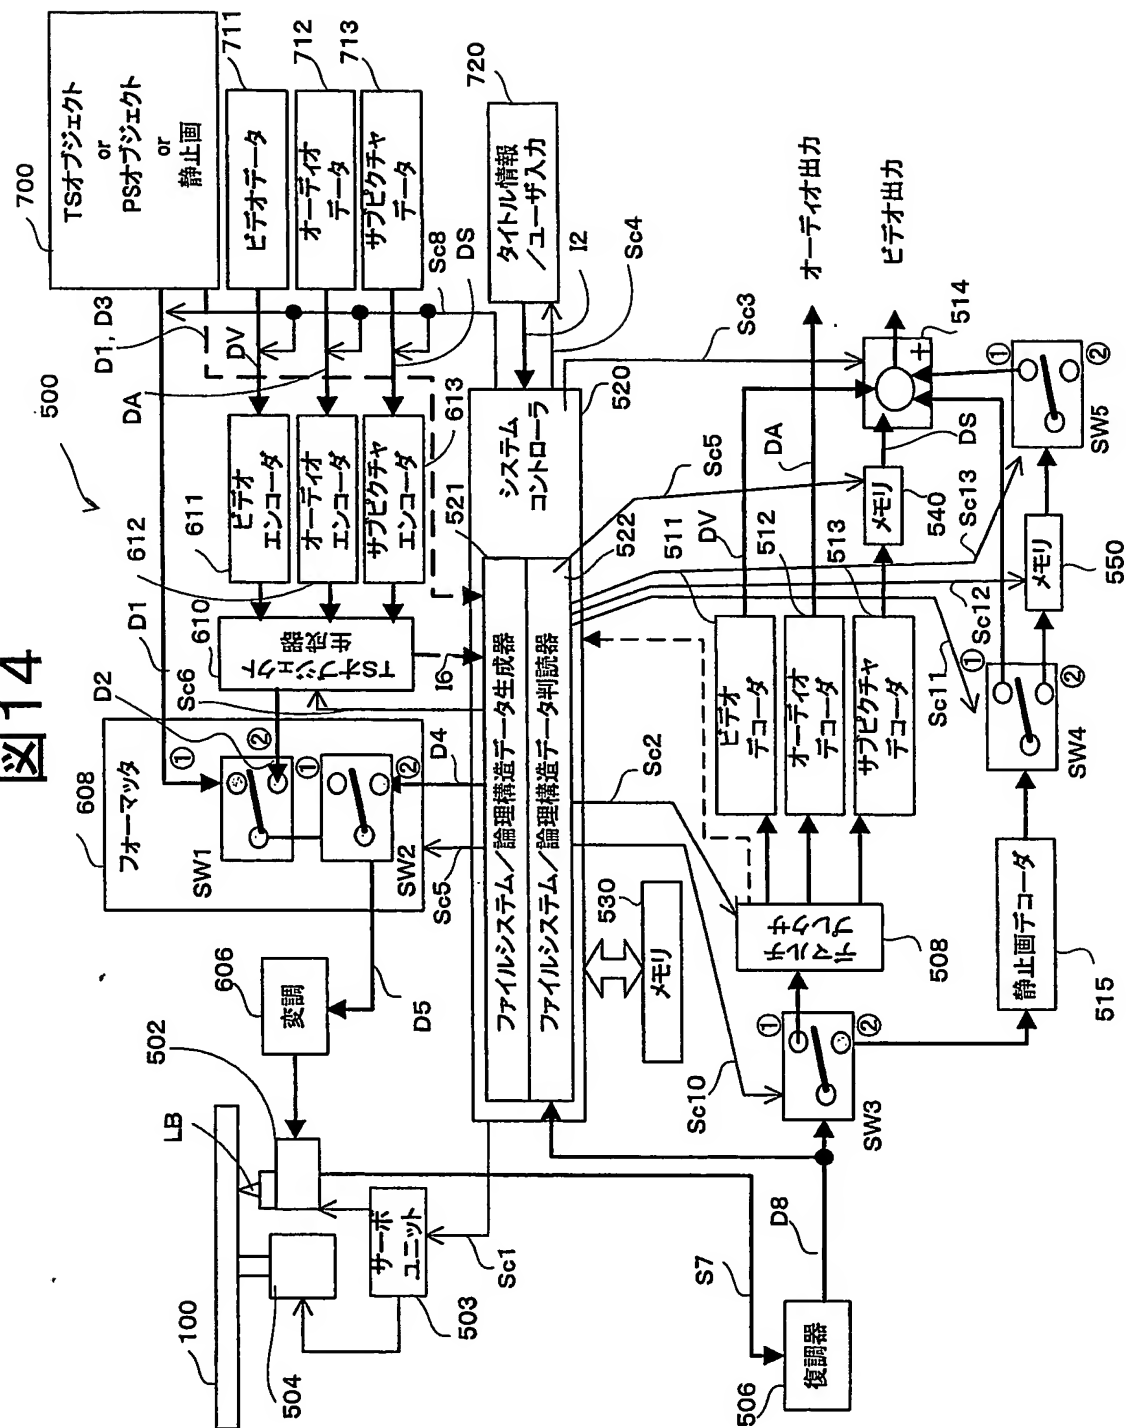 図14
500
700
TSオブジェクト
or
PSオブジェクト
or
静止画
711
ビデオデータ
712
オーディオ
データ
713
サブピクチャ
データ
720
タイトル情報
/ユーザ入力
D1, D3
DV
DA
Sc8
DS
I2
Sc4
Sc3
611
ビデオ
エンコーダ
612
オーディオ
エンコーダ
613
サブピクチャ
エンコーダ
610
TSオブジェクト
生成器
D1
Sc6
D2
I6
608
フォーマッタ
①
②
SW1
①
②
SW2
D4
Sc5
D5
606
変調
502
LB
100
504
サーボ
ユニット
503
Sc1
520
システム
コントローラ
521
ファイルシステム/論理構造データ生成器
522
ファイルシステム/論理構造データ判読器
530
メモリ
Sc2
Sc10
S7
D8
復調器
506
SW3
①
②
デマルチ
プレクサ
508
511
ビデオ
デコーダ
512
オーディオ
デコーダ
513
サブピクチャ
デコーダ
DV
DA
Sc5
メモリ
540
DS
514
+
オーディオ出力
ビデオ出力
Sc11
Sc12
Sc13
静止画デコーダ
515
SW4
①
②
メモリ
550
SW5
①
②